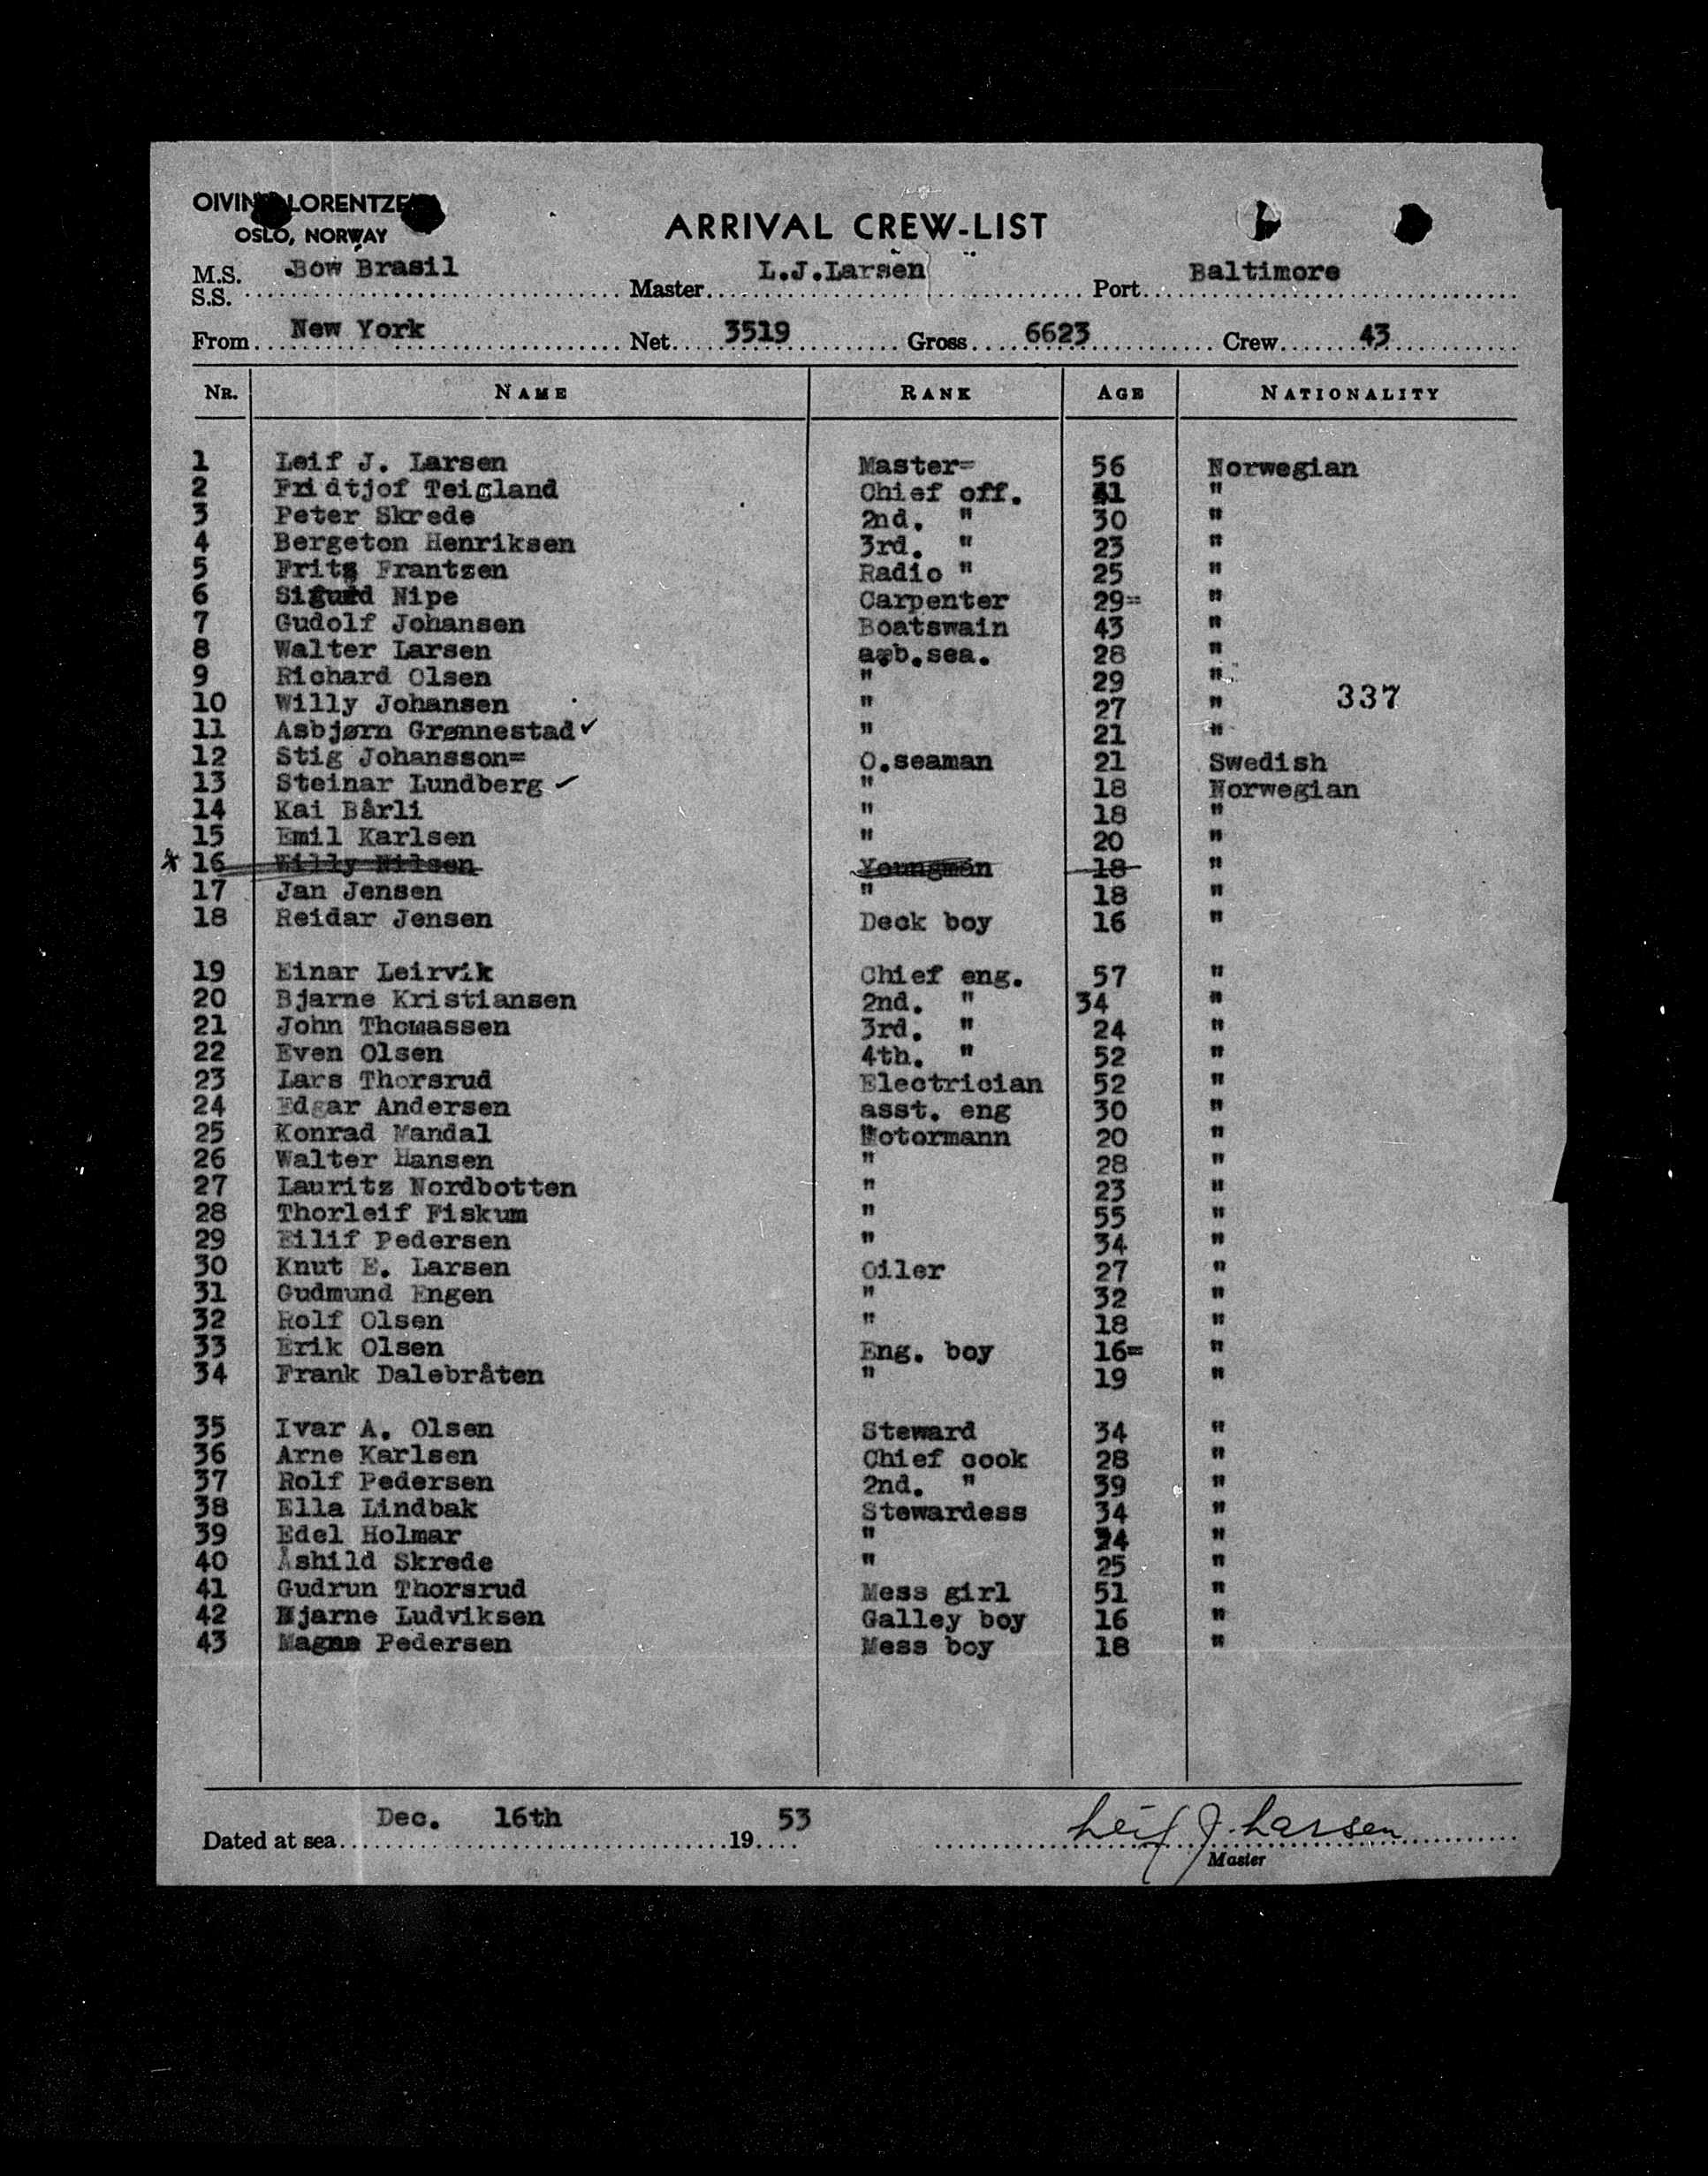 OIVIN LORENTZE
OSLO, NORWAY
ARRIVAL CREW-LIST
M.S. Bow Brasil
S.S. Master L.J.Larsen Port Baltimore
From New York Net 3519 Gross 6623 Crew 43
NR. NAME RANK AGE NATIONALITY
1 Leif J. Larsen Master= 56 Norwegian
2 Fridtjof Teigland Chief off. 31 "
3 Peter Skrede 2nd. " 30 "
4 Bergeton Henriksen 3rd. " 23 "
5 Fritz Frantzen Radio " 25 "
6 Sigurd Nipe Carpenter 29= "
7 Gudolf Johansen Boatswain 43 "
8 Walter Larsen a.b.sea. 28 "
9 Richard Olsen " 29 "
10 Willy Johansen " 27 " 337
11 Asbjørn Grønnestad✓ " 21 "
12 Stig Johansson= O.seaman 21 Swedish
13 Steinar Lundberg ✓ " 18 Norwegian
14 Kai Bårli " 18 "
15 Emil Karlsen " 20 "
16 Willy Nilsen Youngman 18 "
17 Jan Jensen " 18 "
18 Reidar Jensen Deck boy 16 "
19 Einar Leirvik Chief eng. 57 "
20 Bjarne Kristiansen 2nd. " 34 "
21 John Thomassen 3rd. " 24 "
22 Even Olsen 4th. " 52 "
23 Lars Thorsrud Electrician 52 "
24 Edgar Andersen asst. eng 30 "
25 Konrad Mandal Motormann 20 "
26 Walter Hansen " 28 "
27 Lauritz Nordbotten " 23 "
28 Thorleif Fiskum " 55 "
29 Eilif Pedersen " 34 "
30 Knut E. Larsen Oiler 27 "
31 Gudmund Engen " 32 "
32 Rolf Olsen " 18 "
33 Erik Olsen Eng. boy 16= "
34 Frank Dalebråten " 19 "
35 Ivar A. Olsen Steward 34 "
36 Arne Karlsen Chief cook 28 "
37 Rolf Pedersen 2nd. " 39 "
38 Ella Lindbak Stewardess 34 "
39 Edel Holmar " 24 "
40 Åshild Skrede " 25 "
41 Gudrun Thorsrud Mess girl 51 "
42 Bjarne Ludviksen Galley boy 16 "
43 Magne Pedersen Mess boy 18 "
Dated at sea Dec. 16th 1953 Leif J. Larsen
Master